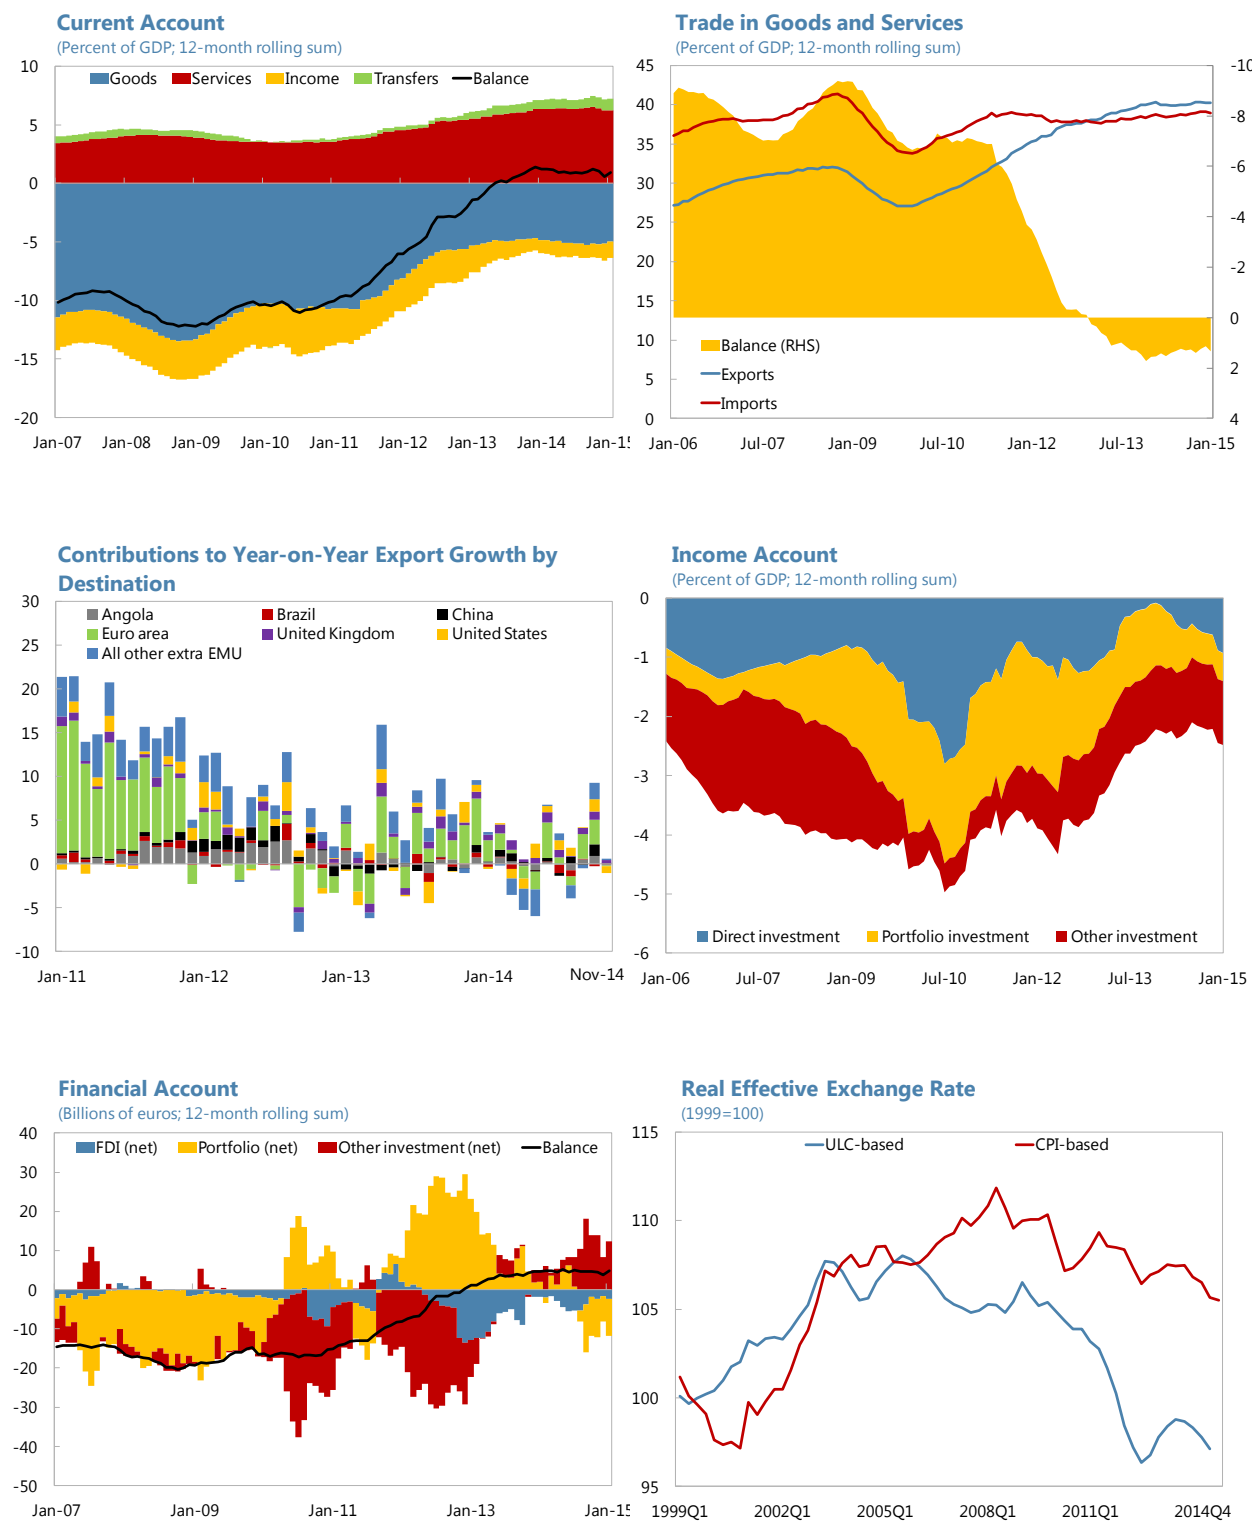 Current Account
(Percent of GDP; 12-month rolling sum)
10
5
0
-5
-10
-15
-20
Goods Services Income Transfers Balance
Jan-07 Jan-08 Jan-09 Jan-10 Jan-11 Jan-12 Jan-13 Jan-14 Jan-15
Trade in Goods and Services
(Percent of GDP; 12-month rolling sum)
45
40
35
30
25
20
15
10
5
0
-10
-8
-6
-4
-2
0
2
4
Balance (RHS)
Exports
Imports
Jan-06 Jul-07 Jan-09 Jul-10 Jan-12 Jul-13 Jan-15
Contributions to Year-on-Year Export Growth by
Destination
30
25
20
15
10
5
0
-5
-10
Angola Brazil China
Euro area United Kingdom United States
All other extra EMU
Jan-11 Jan-12 Jan-13 Jan-14 Nov-14
Income Account
(Percent of GDP; 12-month rolling sum)
0
-1
-2
-3
-4
-5
-6
Direct investment Portfolio investment Other investment
Jan-06 Jul-07 Jan-09 Jul-10 Jan-12 Jul-13 Jan-15
Financial Account
(Billions of euros; 12-month rolling sum)
40
30
20
10
0
-10
-20
-30
-40
-50
FDI (net) Portfolio (net) Other investment (net) Balance
Jan-07 Jan-09 Jan-11 Jan-13 Jan-15
Real Effective Exchange Rate
(1999=100)
115
110
105
100
95
ULC-based CPI-based
1999Q1 2002Q1 2005Q1 2008Q1 2011Q1 2014Q4